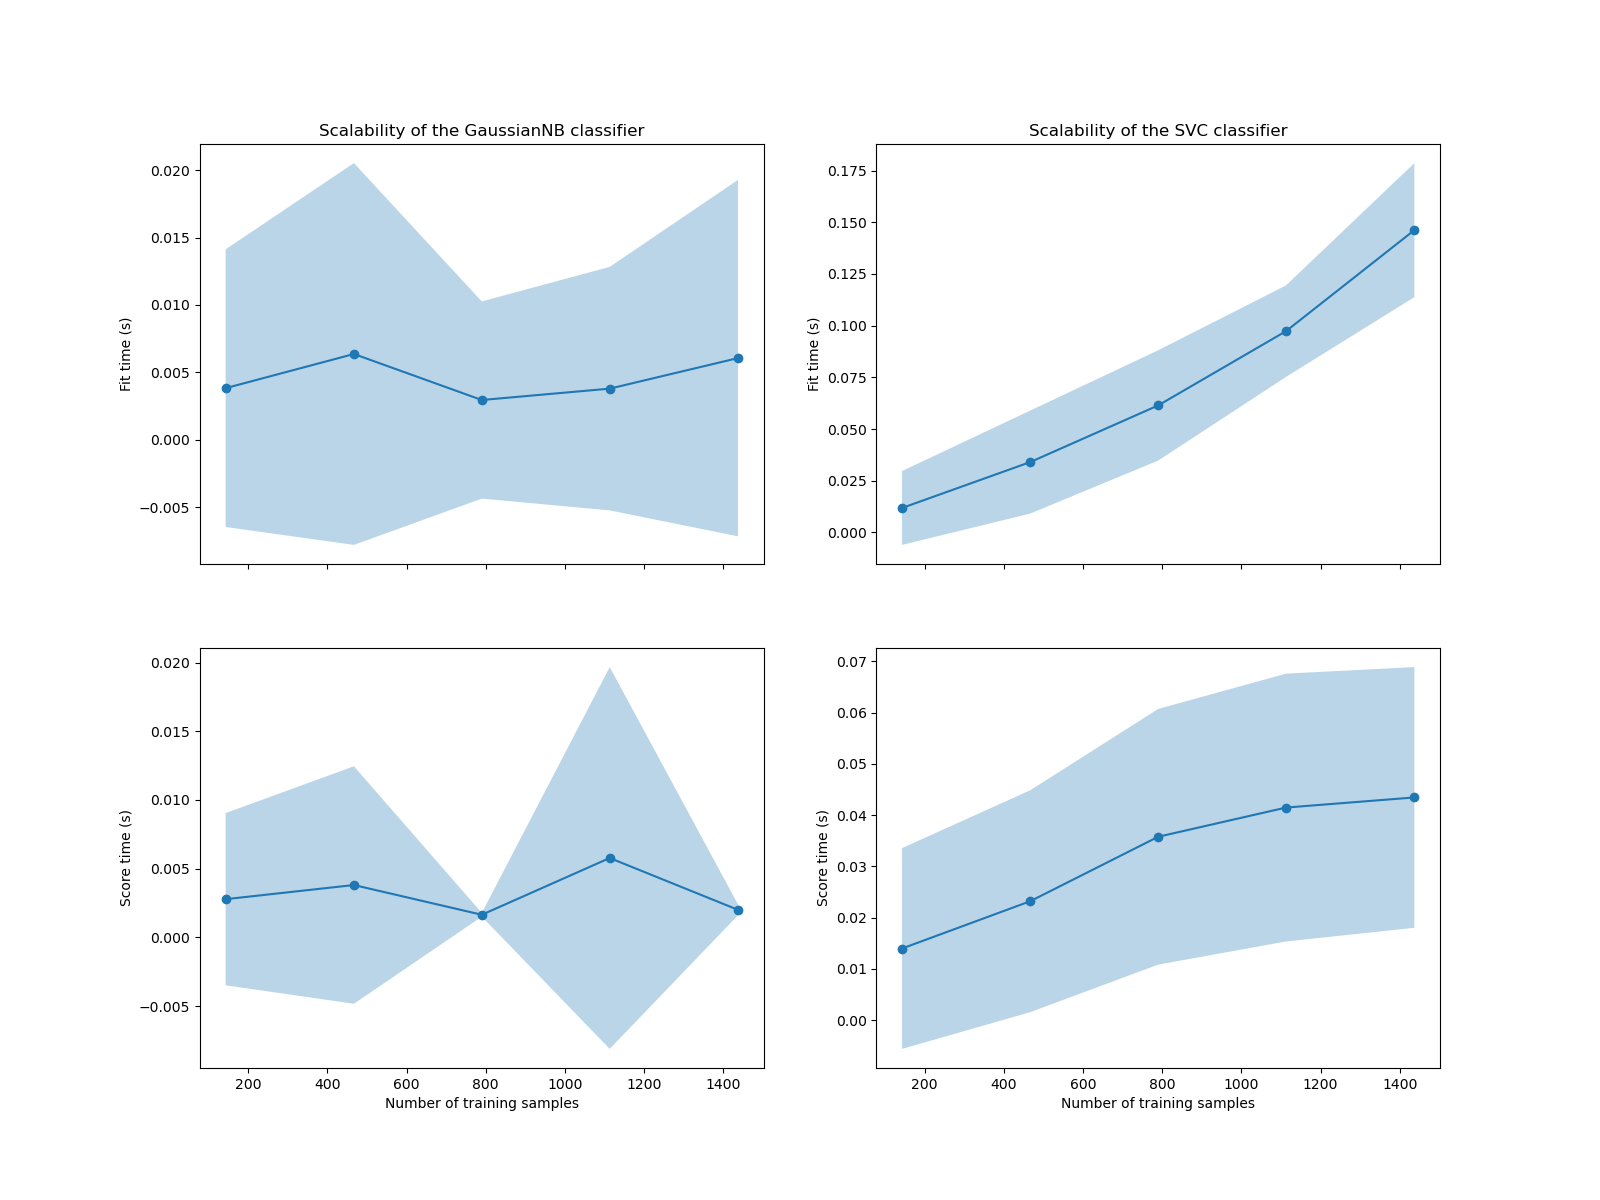 Scalability of the GaussianNB classifier
0.020
0.015
0.010
0.005
0.000
−0.005
Fit time (s)
Scalability of the SVC classifier
0.175
0.150
0.125
0.100
0.075
0.050
0.025
0.000
Fit time (s)
0.020
0.015
0.010
0.005
0.000
−0.005
Score time (s)
200 400 600 800 1000 1200 1400
Number of training samples
0.07
0.06
0.05
0.04
0.03
0.02
0.01
0.00
Score time (s)
200 400 600 800 1000 1200 1400
Number of training samples